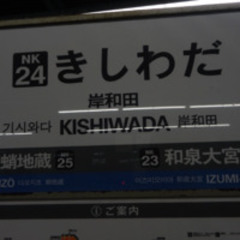 NK 24 きしわだ
岸和田
기시와다 KISHIWADA 岸和田
蛸地蔵 NK 25 NK 23 和泉大宮
ZO IZUMI
ご案内